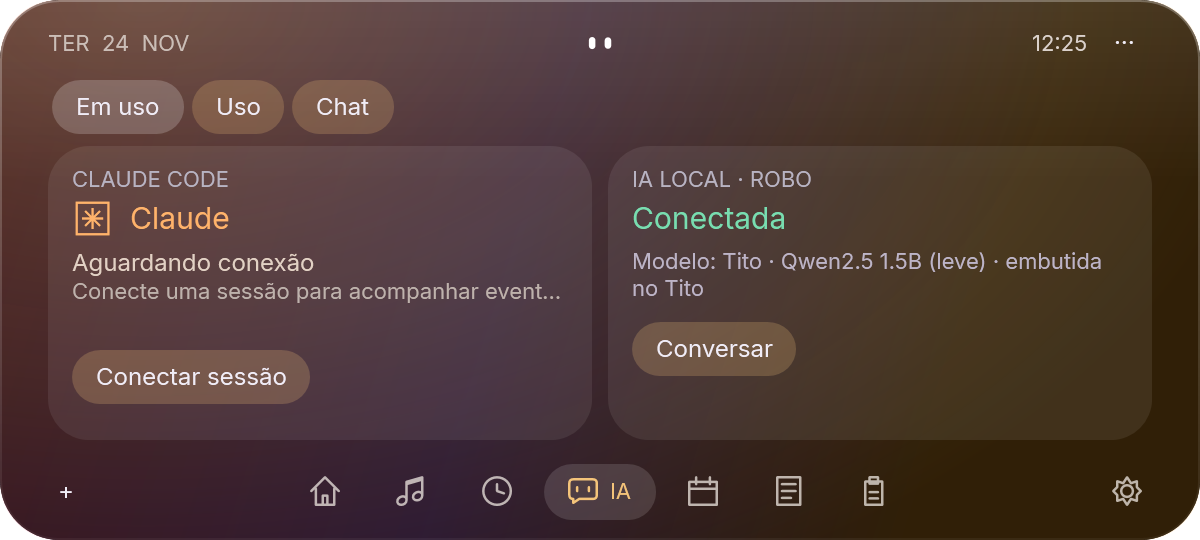 TER 24 NOV
12:25
Em uso
Uso
Chat
CLAUDE CODE
Claude
Aguardando conexão
Conecte uma sessão para acompanhar event...
Conectar sessão
IA LOCAL · ROBO
Conectada
Modelo: Tito · Qwen2.5 1.5B (leve) · embutida
no Tito
Conversar
IA